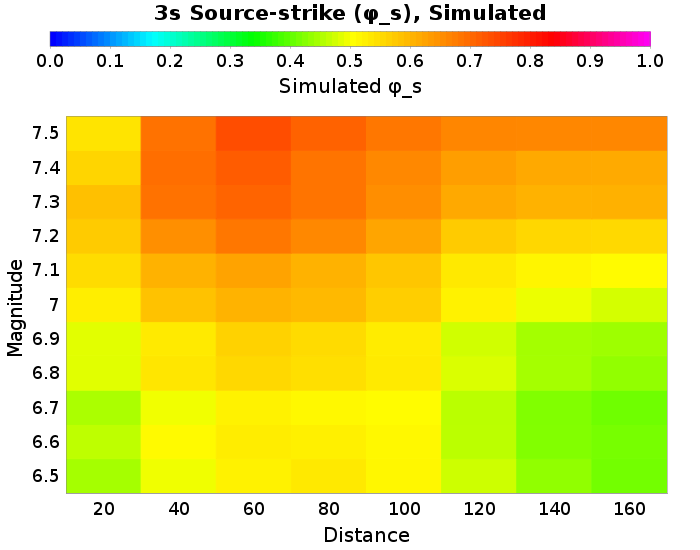 3s Source-strike (φ_s), Simulated
0.0 0.1 0.2 0.3 0.4 0.5 0.6 0.7 0.8 0.9 1.0
Simulated φ_s
7.5
7.4
7.3
7.2
7.1
7
6.9
6.8
6.7
6.6
6.5
Magnitude
20 40 60 80 100 120 140 160
Distance